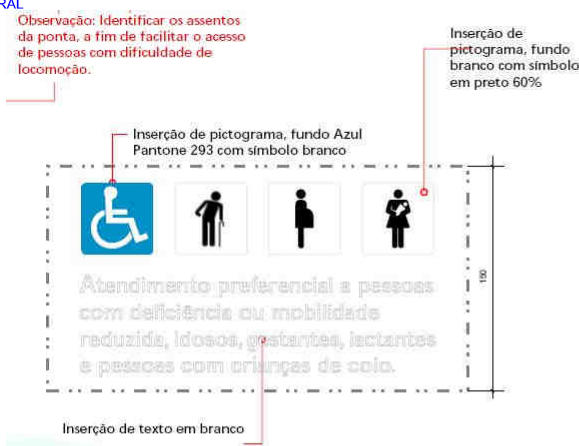 RAL
Observação: Identificar os assentos
da ponta, a fim de facilitar o acesso
de pessoas com dificuldade de
locomoção.
Inserção de
pictograma, fundo
branco com símbolo
em preto 60%
Inserção de pictograma, fundo Azul
Pantone 293 com símbolo branco
150
Atendimento preferencial a pessoas
com deficiência ou mobilidade
reduzida, idosos, gestantes, lactantes
e pessoas com crianças de colo.
Inserção de texto em branco